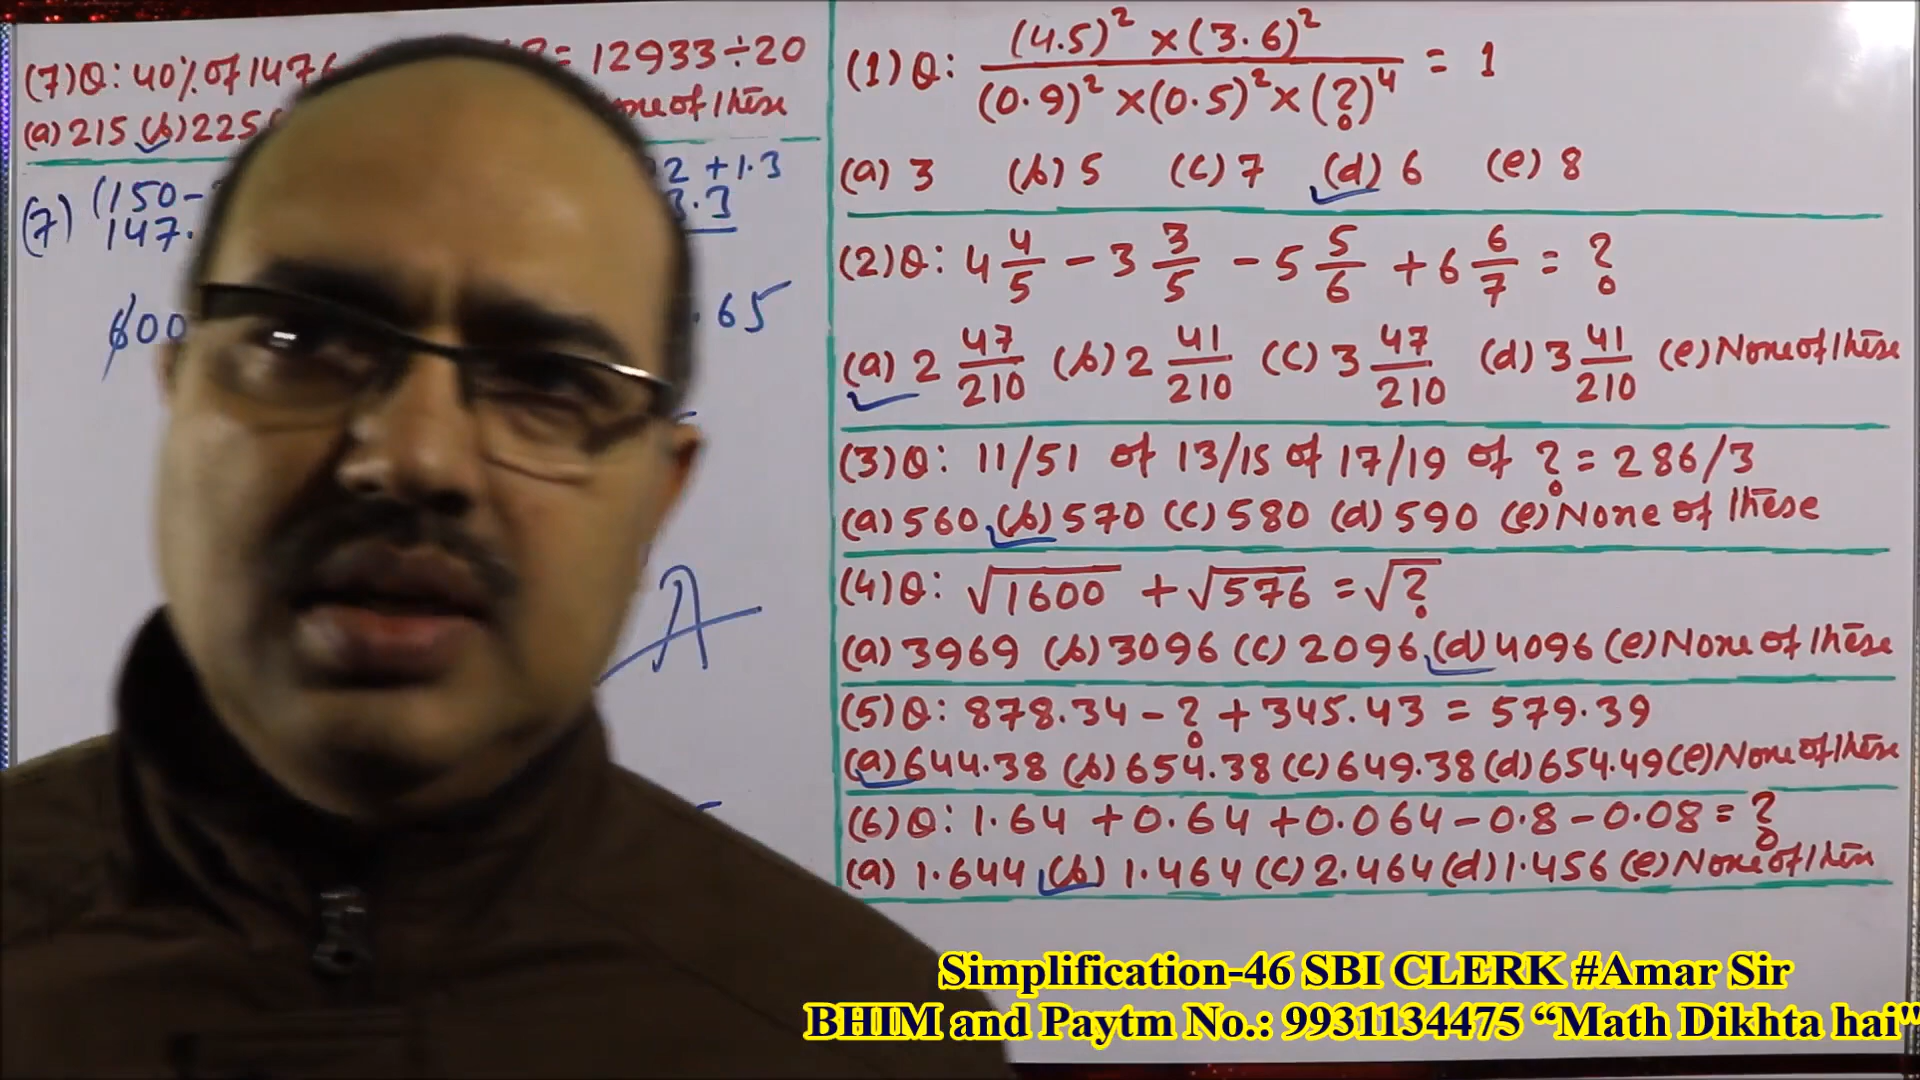 (7)Q: 40% of 1476 = 12933÷20
(a)215 (b)225 None of these
(7) (150- 2 +1.3
147. 3.3
600 .65
A
(1)Q: (4.5)² ×(3.6)² / (0.9)² ×(0.5)² × (?)⁴ = 1
(a) 3 (b) 5 (c) 7 (d) 6 (e) 8
(2)Q: 4 4/5 - 3 3/5 - 5 5/6 + 6 6/7 = ?
(a) 2 47/210 (b) 2 41/210 (c) 3 47/210 (d) 3 41/210 (e) None of these
(3)Q: 11/51 of 13/15 of 17/19 of ? = 286/3
(a) 560 (b) 570 (c) 580 (d) 590 (e) None of these
(4)Q: √1600 + √576 = √?
(a) 3969 (b) 3096 (c) 2096 (d) 4096 (e) None of these
(5)Q: 878.34 - ? + 345.43 = 579.39
(a) 644.38 (b) 654.38 (c) 649.38 (d) 654.49 (e) None of these
(6)Q: 1.64 + 0.64 + 0.064 - 0.8 - 0.08 = ?
(a) 1.644 (b) 1.464 (c) 2.464 (d) 1.456 (e) None of these
Simplification-46 SBI CLERK #Amar Sir
BHIM and Paytm No.: 9931134475 “Math Dikhta hai"